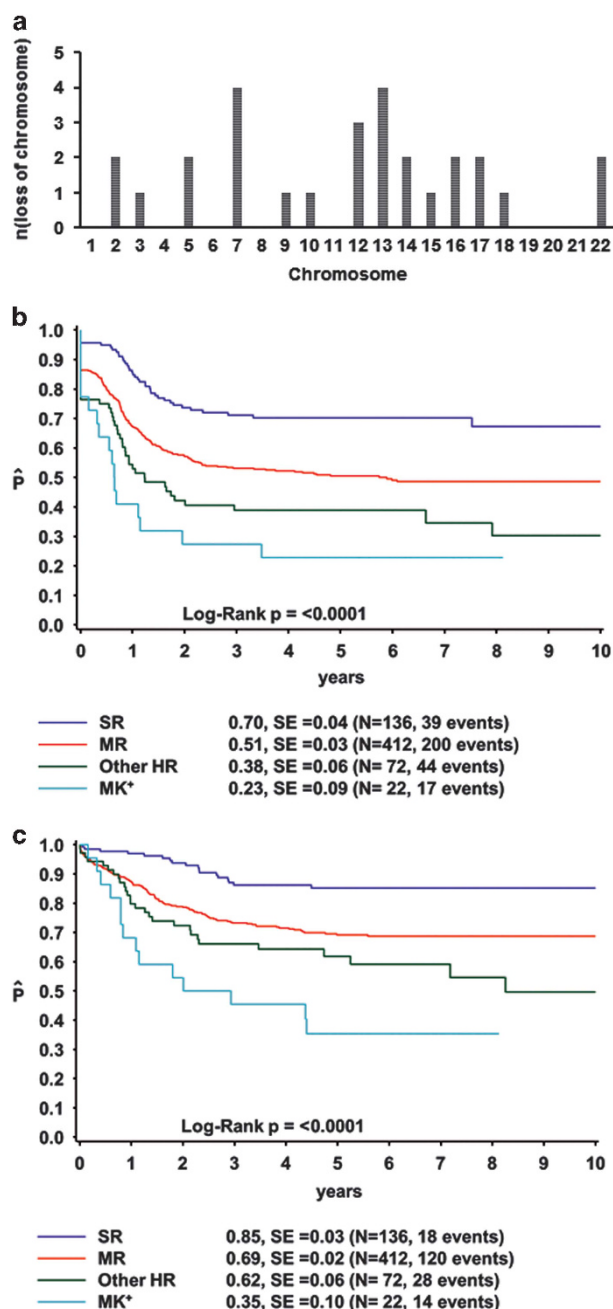 a
n(loss of chromosome)
5
4
3
2
1
0
1 2 3 4 5 6 7 8 9 10 11 12 13 14 15 16 17 18 19 20 21 22
Chromosome
b
P̂
1.0
0.9
0.8
0.7
0.6
0.5
0.4
0.3
0.2
0.1
0.0
Log-Rank p = <0.0001
0 1 2 3 4 5 6 7 8 9 10
years
SR 0.70, SE =0.04 (N=136, 39 events)
MR 0.51, SE =0.03 (N=412, 200 events)
Other HR 0.38, SE =0.06 (N= 72, 44 events)
MK⁺ 0.23, SE =0.09 (N= 22, 17 events)
c
P̂
1.0
0.9
0.8
0.7
0.6
0.5
0.4
0.3
0.2
0.1
0.0
Log-Rank p = <0.0001
0 1 2 3 4 5 6 7 8 9 10
years
SR 0.85, SE =0.03 (N=136, 18 events)
MR 0.69, SE =0.02 (N=412, 120 events)
Other HR 0.62, SE =0.06 (N= 72, 28 events)
MK⁺ 0.35, SE =0.10 (N= 22, 14 events)